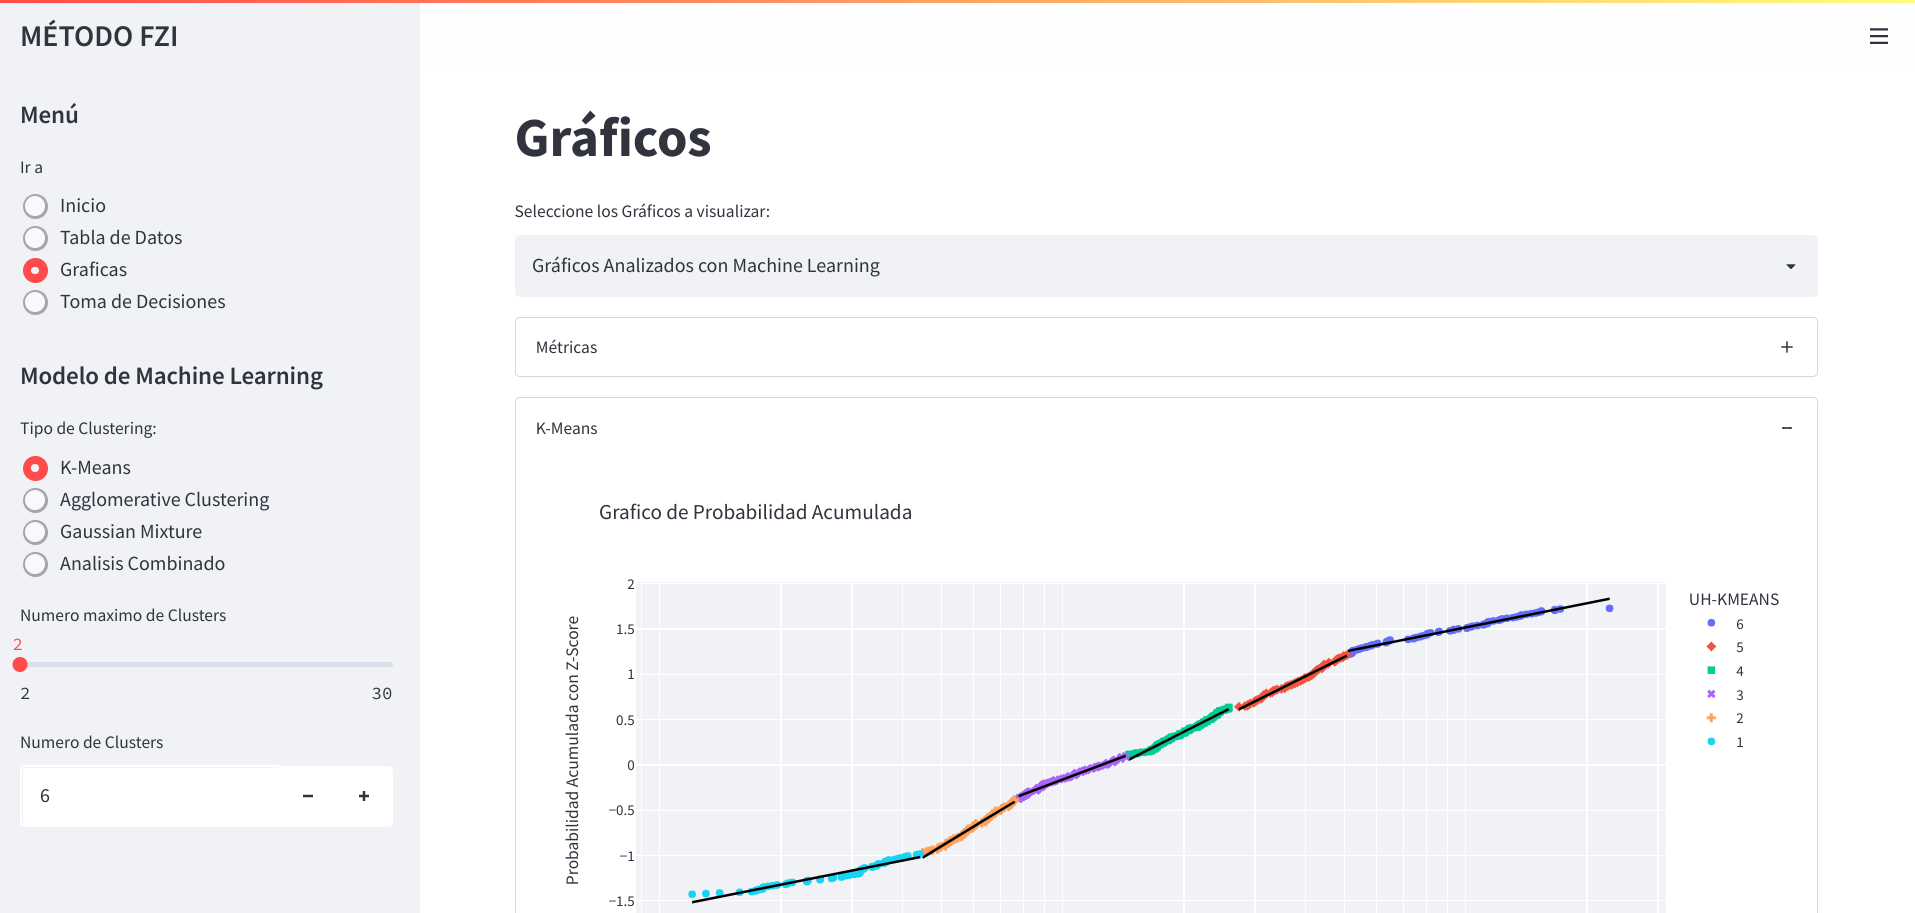 MÉTODO FZI
Menú
Ir a
Inicio
Tabla de Datos
Graficas
Toma de Decisiones
Modelo de Machine Learning
Tipo de Clustering:
K-Means
Agglomerative Clustering
Gaussian Mixture
Analisis Combinado
Numero maximo de Clusters
2
2 30
Numero de Clusters
6
Gráficos
Seleccione los Gráficos a visualizar:
Gráficos Analizados con Machine Learning
Métricas
K-Means
Grafico de Probabilidad Acumulada
Probabilidad Acumulada con Z-Score
2
1.5
1
0.5
0
−0.5
−1
−1.5
UH-KMEANS
6
5
4
3
2
1